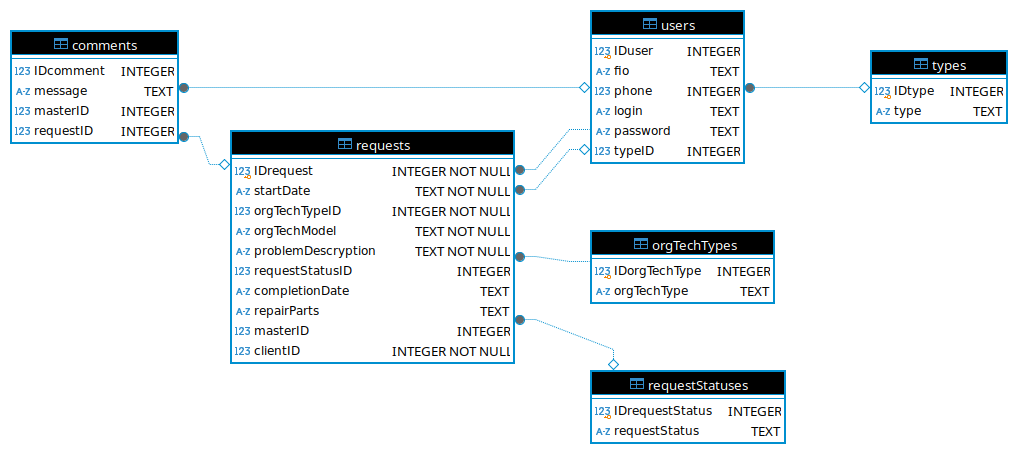 comments
123 IDcomment INTEGER
A-Z message TEXT
123 masterID INTEGER
123 requestID INTEGER
requests
123 IDrequest INTEGER NOT NULL
A-Z startDate TEXT NOT NULL
123 orgTechTypeID INTEGER NOT NULL
A-Z orgTechModel TEXT NOT NULL
A-Z problemDescryption TEXT NOT NULL
123 requestStatusID INTEGER
A-Z completionDate TEXT
A-Z repairParts TEXT
123 masterID INTEGER
123 clientID INTEGER NOT NULL
users
123 IDuser INTEGER
A-Z fio TEXT
123 phone INTEGER
A-Z login TEXT
A-Z password TEXT
123 typeID INTEGER
types
123 IDtype INTEGER
A-Z type TEXT
orgTechTypes
123 IDorgTechType INTEGER
A-Z orgTechType TEXT
requestStatuses
123 IDrequestStatus INTEGER
A-Z requestStatus TEXT